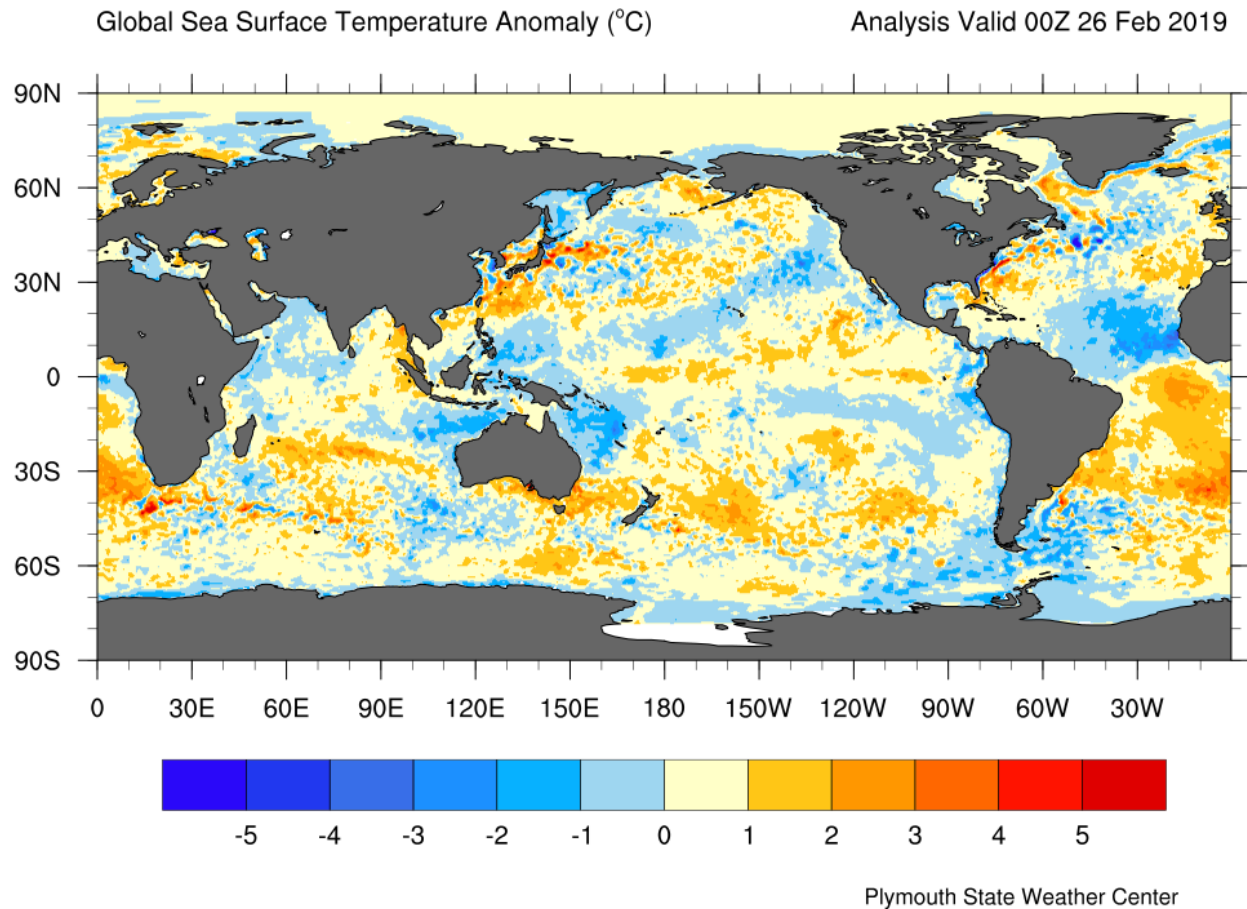 Global Sea Surface Temperature Anomaly (°C) Analysis Valid 00Z 26 Feb 2019
90N
60N
30N
0
30S
60S
90S
0 30E 60E 90E 120E 150E 180 150W 120W 90W 60W 30W
-5 -4 -3 -2 -1 0 1 2 3 4 5
Plymouth State Weather Center